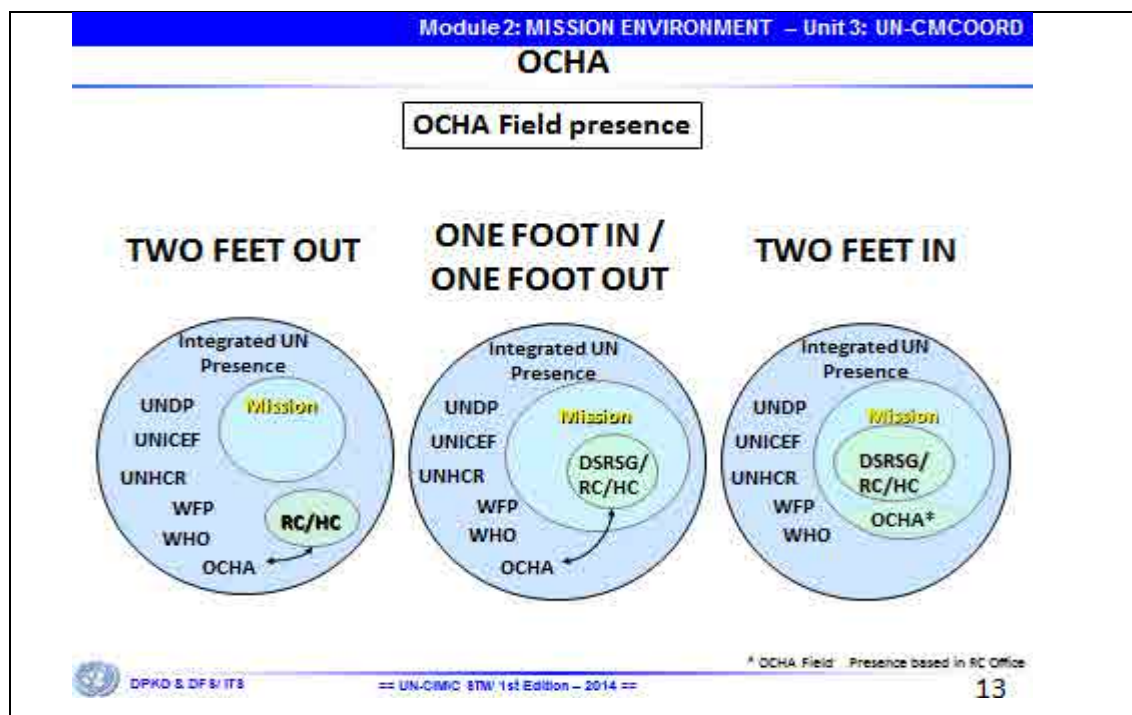 Module 2: MISSION ENVIRONMENT – Unit 3: UN-CMCOORD
OCHA
OCHA Field presence
TWO FEET OUT
Integrated UN
Presence
Mission
UNDP
UNICEF
UNHCR
WFP
WHO
OCHA
RC/HC
ONE FOOT IN /
ONE FOOT OUT
Integrated UN
Presence
Mission
UNDP
UNICEF
UNHCR
WFP
WHO
OCHA
DSRSG/
RC/HC
TWO FEET IN
Integrated UN
Presence
Mission
UNDP
UNICEF
UNHCR
WFP
WHO
DSRSG/
RC/HC
OCHA*
* OCHA Field Presence based in RC Office
DPKO & DFS/ ITS
== UN-CIMIC STM/ 1st Edition – 2014 ==
13